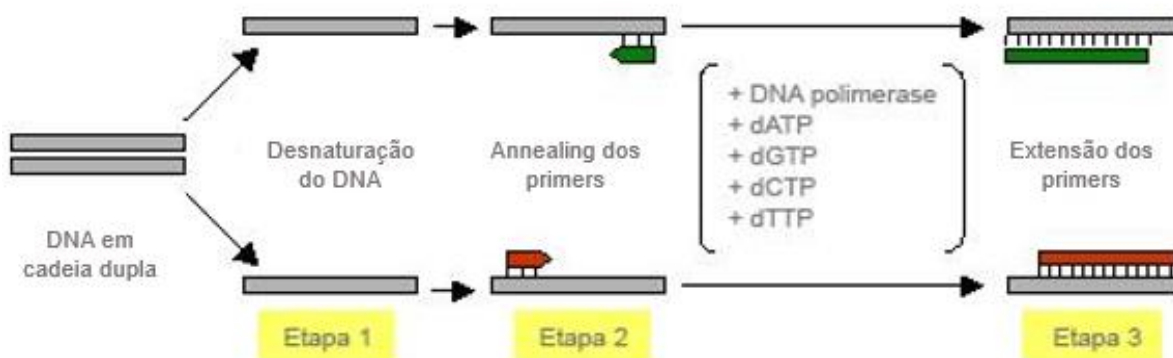 DNA em
cadeia dupla
Desnaturação
do DNA
Annealing dos
primers
+ DNA polimerase
+ dATP
+ dGTP
+ dCTP
+ dTTP
Extensão dos
primers
Etapa 1
Etapa 2
Etapa 3